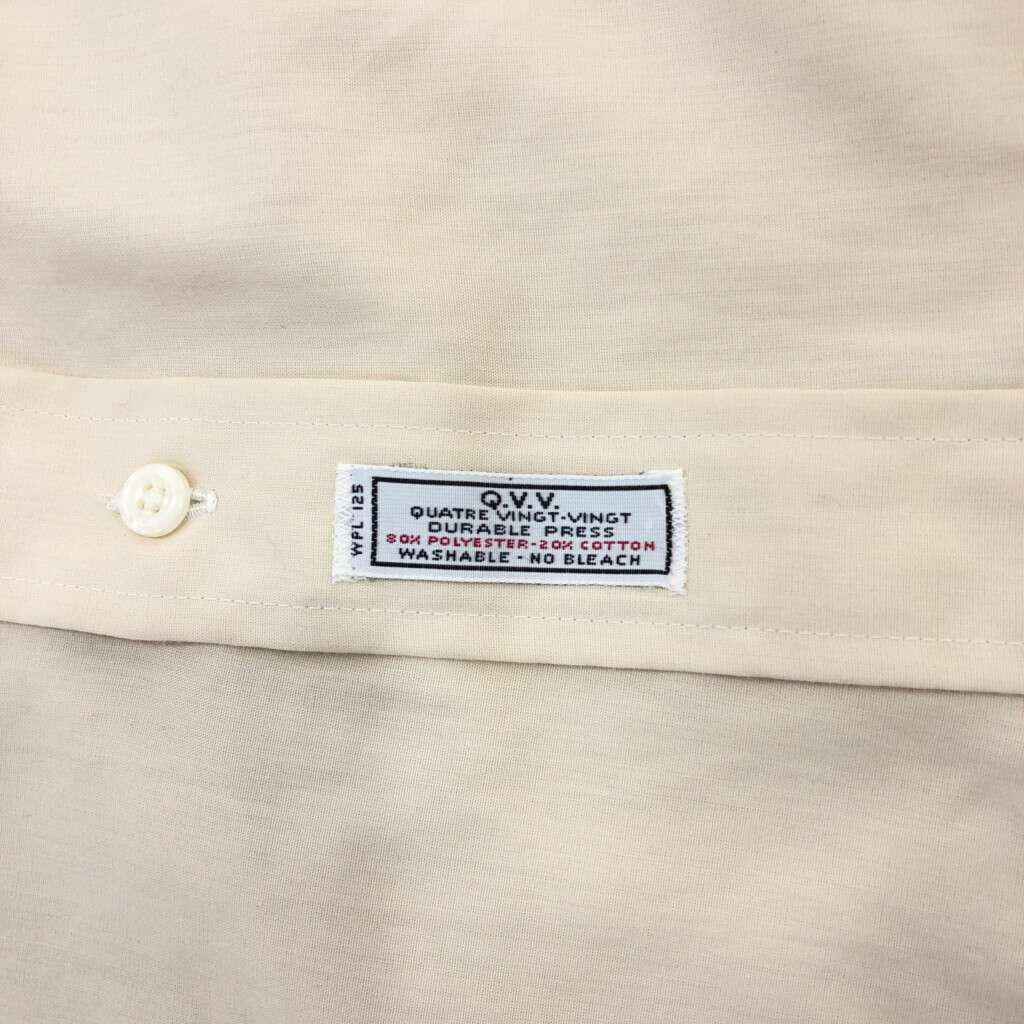 WPL 125
Q.V.V.
QUATRE VINGT-VINGT
DURABLE PRESS
80% POLYESTER-20% COTTON
WASHABLE - NO BLEACH